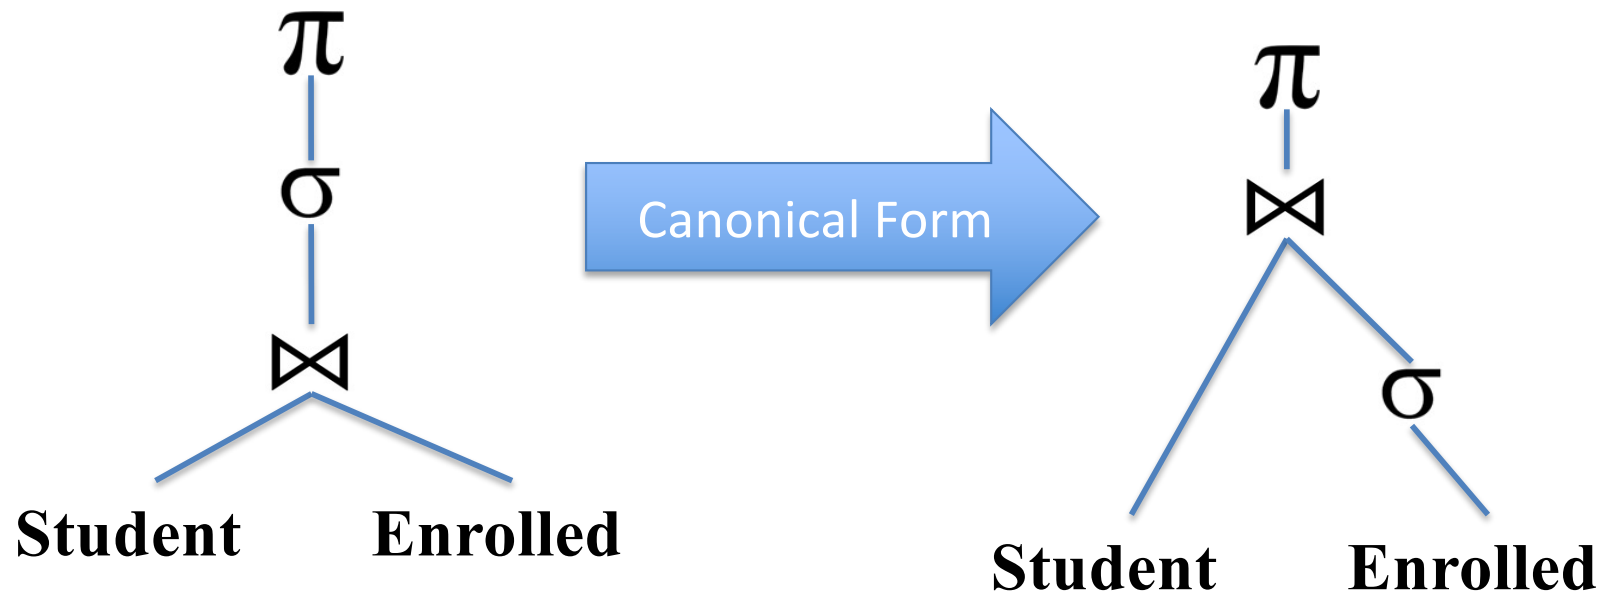 π
σ
⋈
Student Enrolled
Canonical Form
π
⋈
σ
Student Enrolled